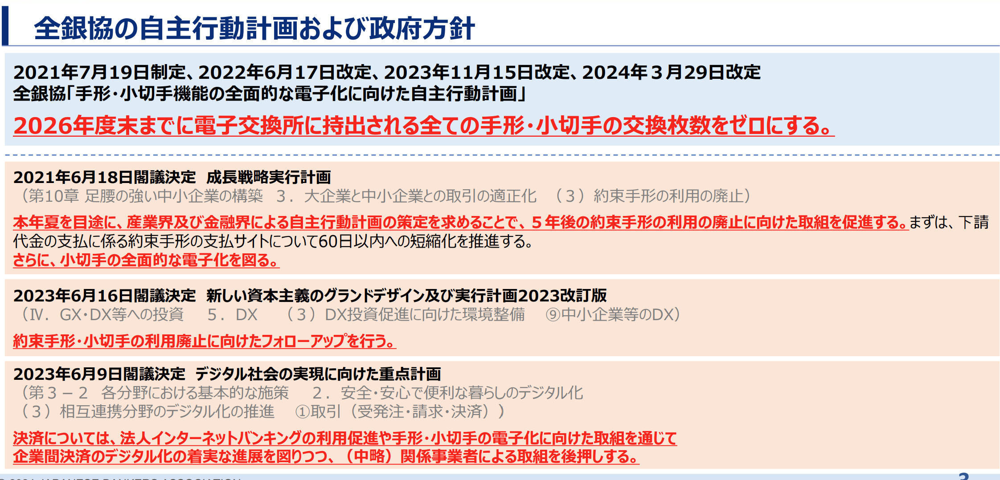 全銀協の自主行動計画および政府方針
2021年7月19日制定、2022年6月17日改定、2023年11月15日改定、2024年３月29日改定
全銀協「手形・小切手機能の全面的な電子化に向けた自主行動計画」
2026年度末までに電子交換所に持出される全ての手形・小切手の交換枚数をゼロにする。
2021年6月18日閣議決定　成長戦略実行計画
（第10章 足腰の強い中小企業の構築　３．大企業と中小企業との取引の適正化　（３）約束手形の利用の廃止）
本年夏を目途に、産業界及び金融界による自主行動計画の策定を求めることで、５年後の約束手形の利用の廃止に向けた取組を促進する。まずは、下請
代金の支払に係る約束手形の支払サイトについて60日以内への短縮化を推進する。
さらに、小切手の全面的な電子化を図る。
2023年6月16日閣議決定　新しい資本主義のグランドデザイン及び実行計画2023改訂版
（Ⅳ．GX・DX等への投資　５．DX　（３）DX投資促進に向けた環境整備　⑨中小企業等のDX）
約束手形・小切手の利用廃止に向けたフォローアップを行う。
2023年6月9日閣議決定　デジタル社会の実現に向けた重点計画
（第３－２　各分野における基本的な施策　２．安全・安心で便利な暮らしのデジタル化
（３）相互連携分野のデジタル化の推進　①取引（受発注・請求・決済））
決済については、法人インターネットバンキングの利用促進や手形・小切手の電子化に向けた取組を通じて
企業間決済のデジタル化の着実な進展を図りつつ、（中略）関係事業者による取組を後押しする。
JAPANESE BANKERS ASSOCIATION
3